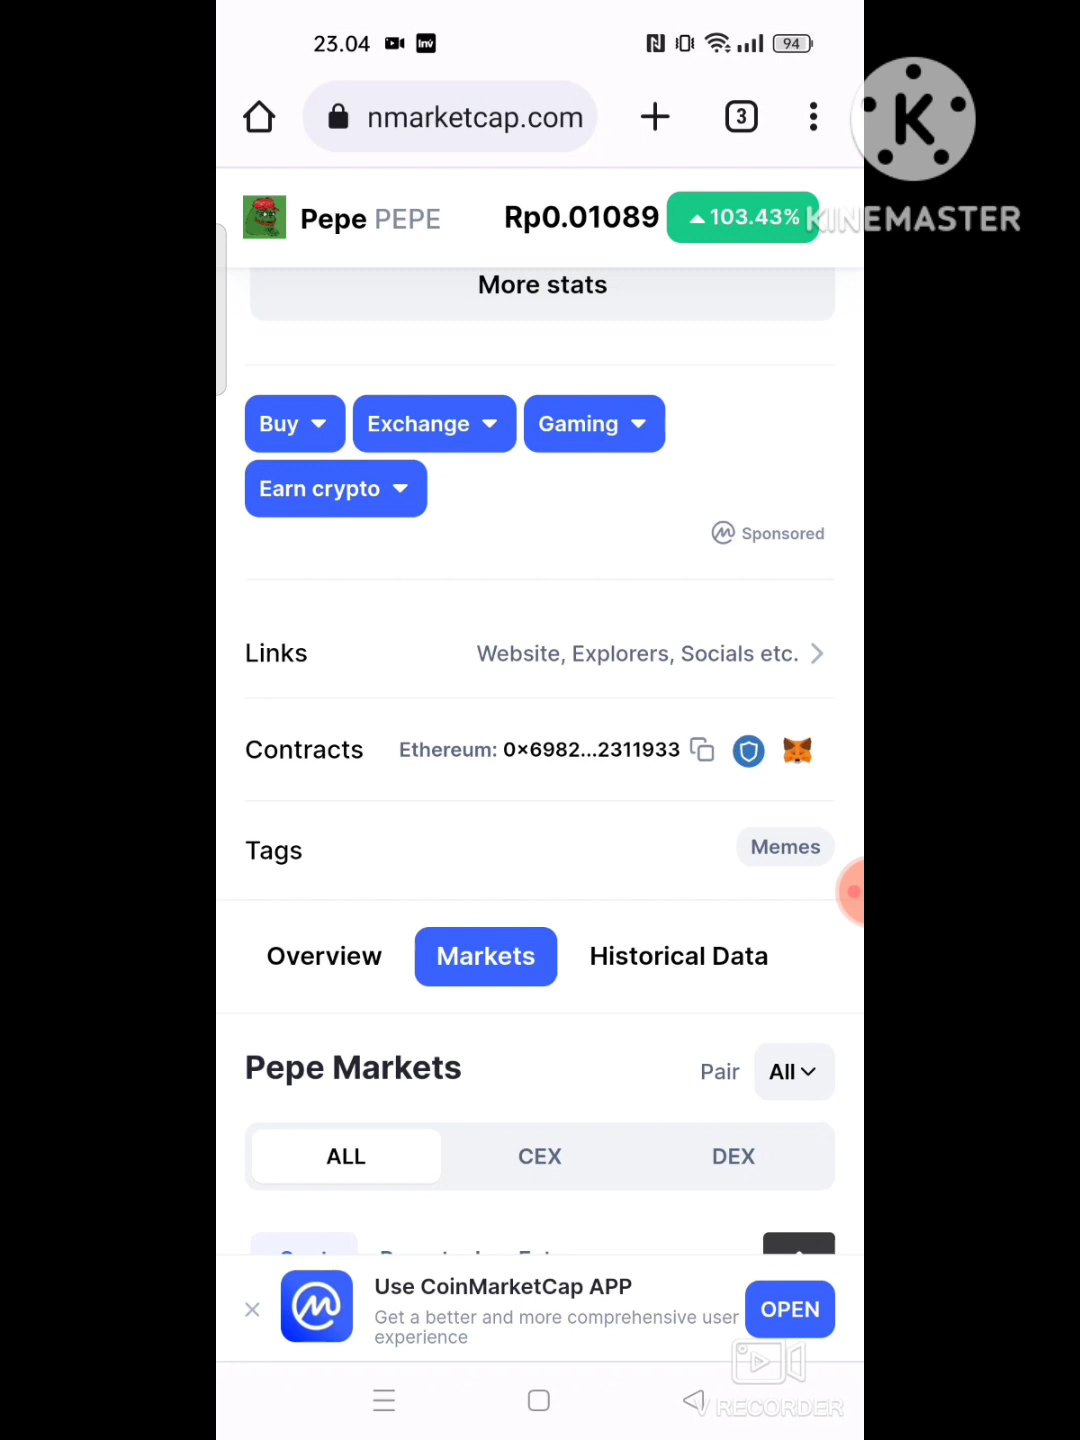 23.04
94
nmarketcap.com
3
K
KINEMASTER
Pepe PEPE Rp0.01089 103.43%
More stats
Buy Exchange Gaming
Earn crypto
Sponsored
Links Website, Explorers, Socials etc.
Contracts Ethereum: 0x6982...2311933
Tags Memes
Overview Markets Historical Data
Pepe Markets Pair All
ALL CEX DEX
Use CoinMarketCap APP
Get a better and more comprehensive user
experience
OPEN
V RECORDER